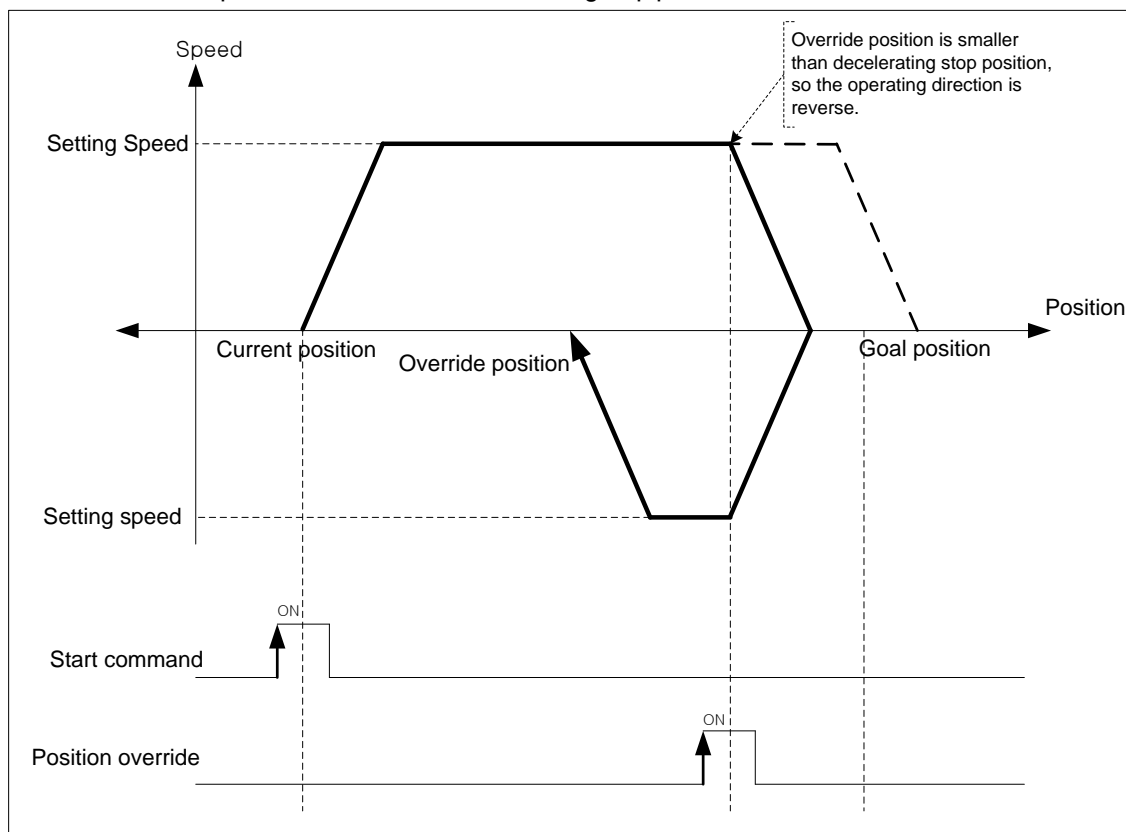 Speed
Override position is smaller
than decelerating stop position,
so the operating direction is
reverse.
Setting Speed
Position
Current position
Override position
Goal position
Setting speed
ON
Start command
ON
Position override